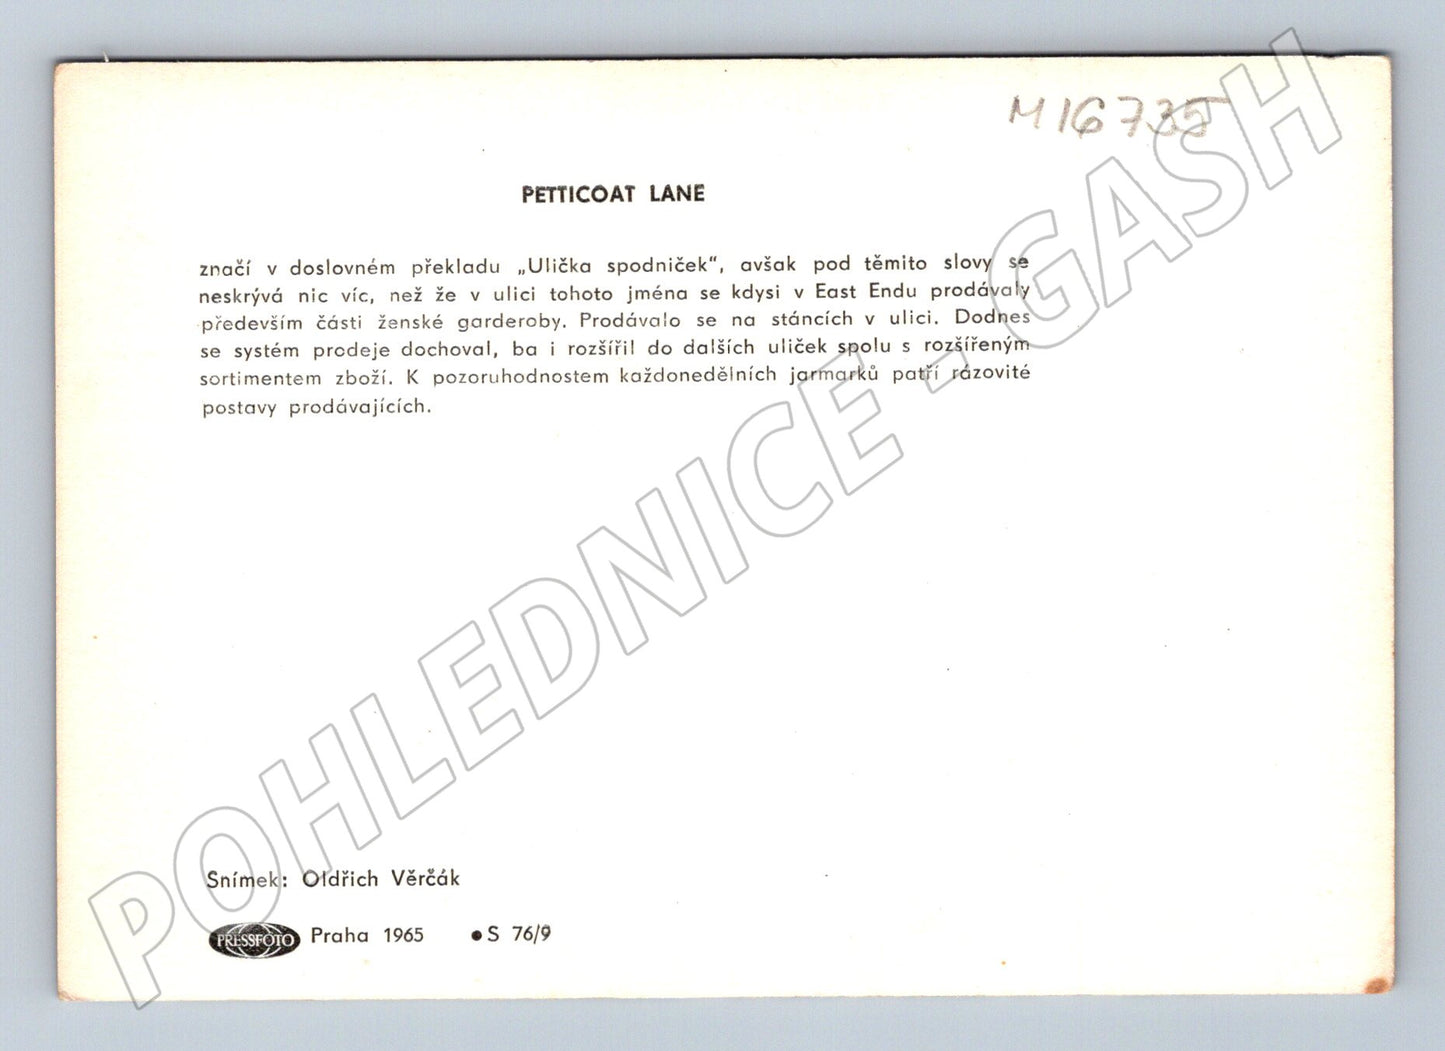 M 16735
PETTICOAT LANE
značí v doslovném překladu „Ulička spodniček“, avšak pod těmito slovy se
neskrývá nic víc, než že v ulici tohoto jména se kdysi v East Endu prodávaly
především části ženské garderoby. Prodávalo se na stáncích v ulici. Dodnes
se systém prodeje dochoval, ba i rozšířil do dalších uliček spolu s rozšířeným
sortimentem zboží. K pozoruhodnostem každonedělních jarmarků patří rázovité
postavy prodávajících.
POHLEDNICE - GASH
Snímek: Oldřich Věrčák
PRESSFOTO Praha 1965 ● S 76/9